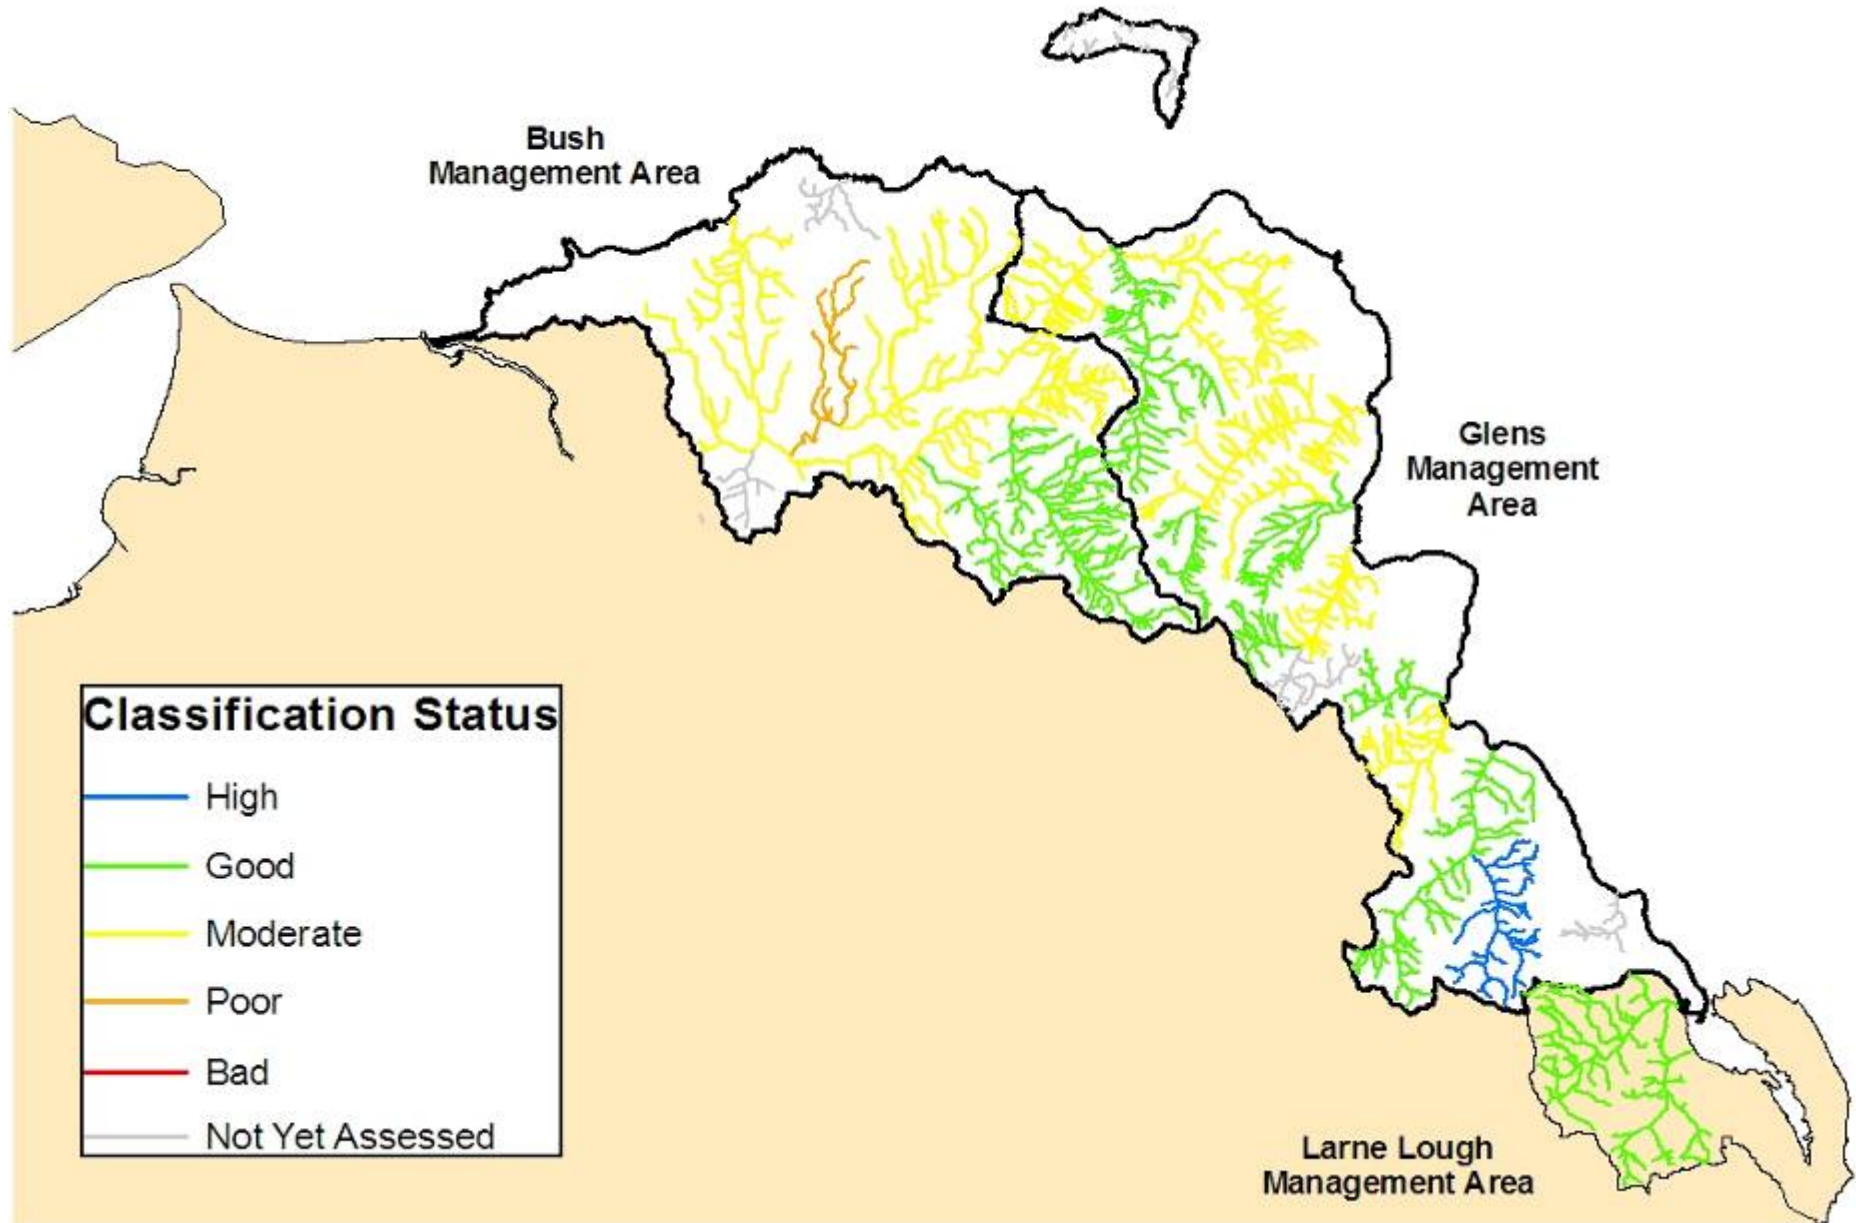 Bush
Management Area
Glens
Management
Area
Classification Status
High
Good
Moderate
Poor
Bad
Not Yet Assessed
Larne Lough
Management Area